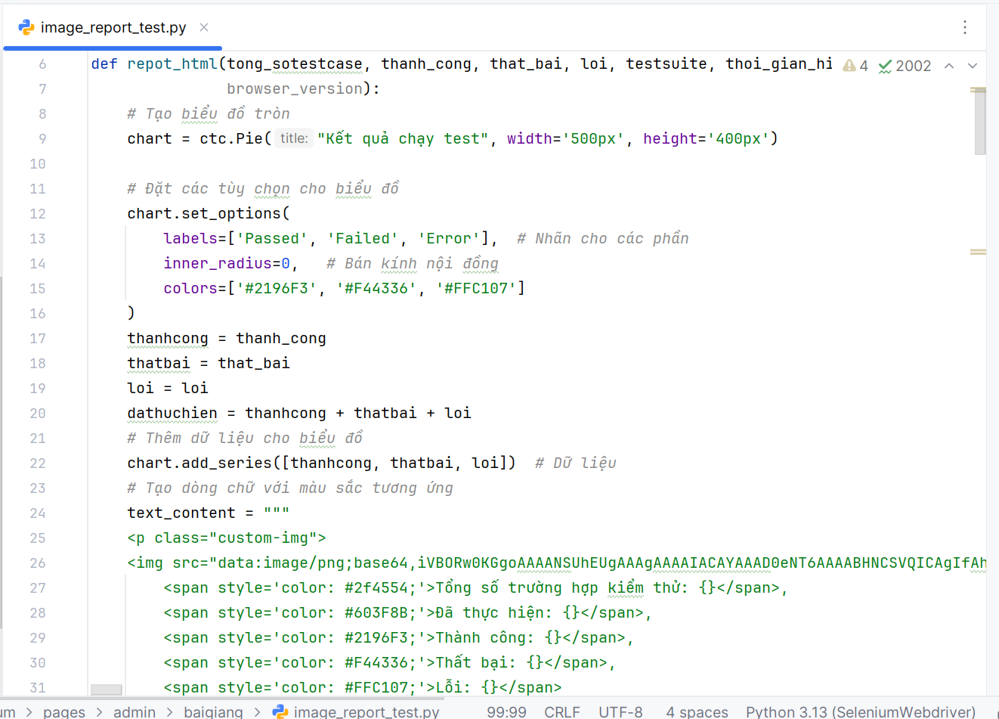 image_report_test.py
6 def repot_html(tong_sotestcase, thanh_cong, that_bai, loi, testsuite, thoi_gian_hi 4 2002
7 browser_version):
8 # Tạo biểu đồ tròn
9 chart = ctc.Pie( title: "Kết quả chạy test", width='500px', height='400px')
10
11 # Đặt các tùy chọn cho biểu đồ
12 chart.set_options(
13 labels=['Passed', 'Failed', 'Error'], # Nhãn cho các phần
14 inner_radius=0, # Bán kính nội đồng
15 colors=['#2196F3', '#F44336', '#FFC107']
16 )
17 thanhcong = thanh_cong
18 thatbai = that_bai
19 loi = loi
20 dathuchien = thanhcong + thatbai + loi
21 # Thêm dữ liệu cho biểu đồ
22 chart.add_series([thanhcong, thatbai, loi]) # Dữ liệu
23 # Tạo dòng chữ với màu sắc tương ứng
24 text_content = """
25 <p class="custom-img">
26 <img src="data:image/png;base64,iVBORw0KGgoAAAANSUhEUgAAAgAAAAIACAYAAAD0eNT6AAAABHNCSVQICAgIfAh
27 <span style='color: #2f4554;'>Tổng số trường hợp kiểm thử: {}</span>,
28 <span style='color: #603F8B;'>Đã thực hiện: {}</span>,
29 <span style='color: #2196F3;'>Thành công: {}</span>,
30 <span style='color: #F44336;'>Thất bại: {}</span>,
31 <span style='color: #FFC107;'>Lỗi: {}</span>
um > pages > admin > baigiang > image_report_test.py 99:99 CRLF UTF-8 4 spaces Python 3.13 (SeleniumWebdriver)